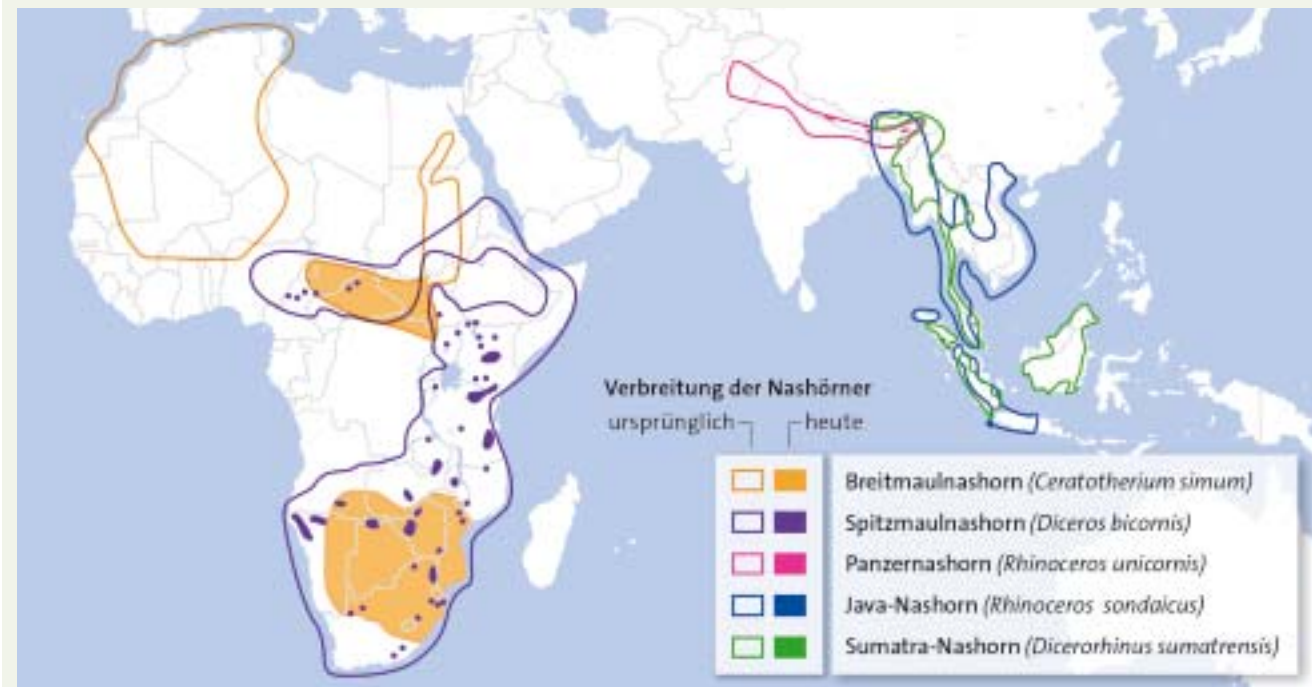 Verbreitung der Nashörner
ursprünglich heute
Breitmaulnashorn (Ceratotherium simum)
Spitzmaulnashorn (Diceros bicornis)
Panzernashorn (Rhinoceros unicornis)
Java-Nashorn (Rhinoceros sondaicus)
Sumatra-Nashorn (Dicerorhinus sumatrensis)